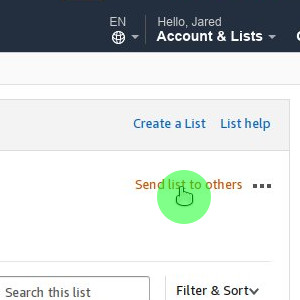 EN
Hello, Jared
Account & Lists
Create a List List help
Send list to others
Search this list
Filter & Sort